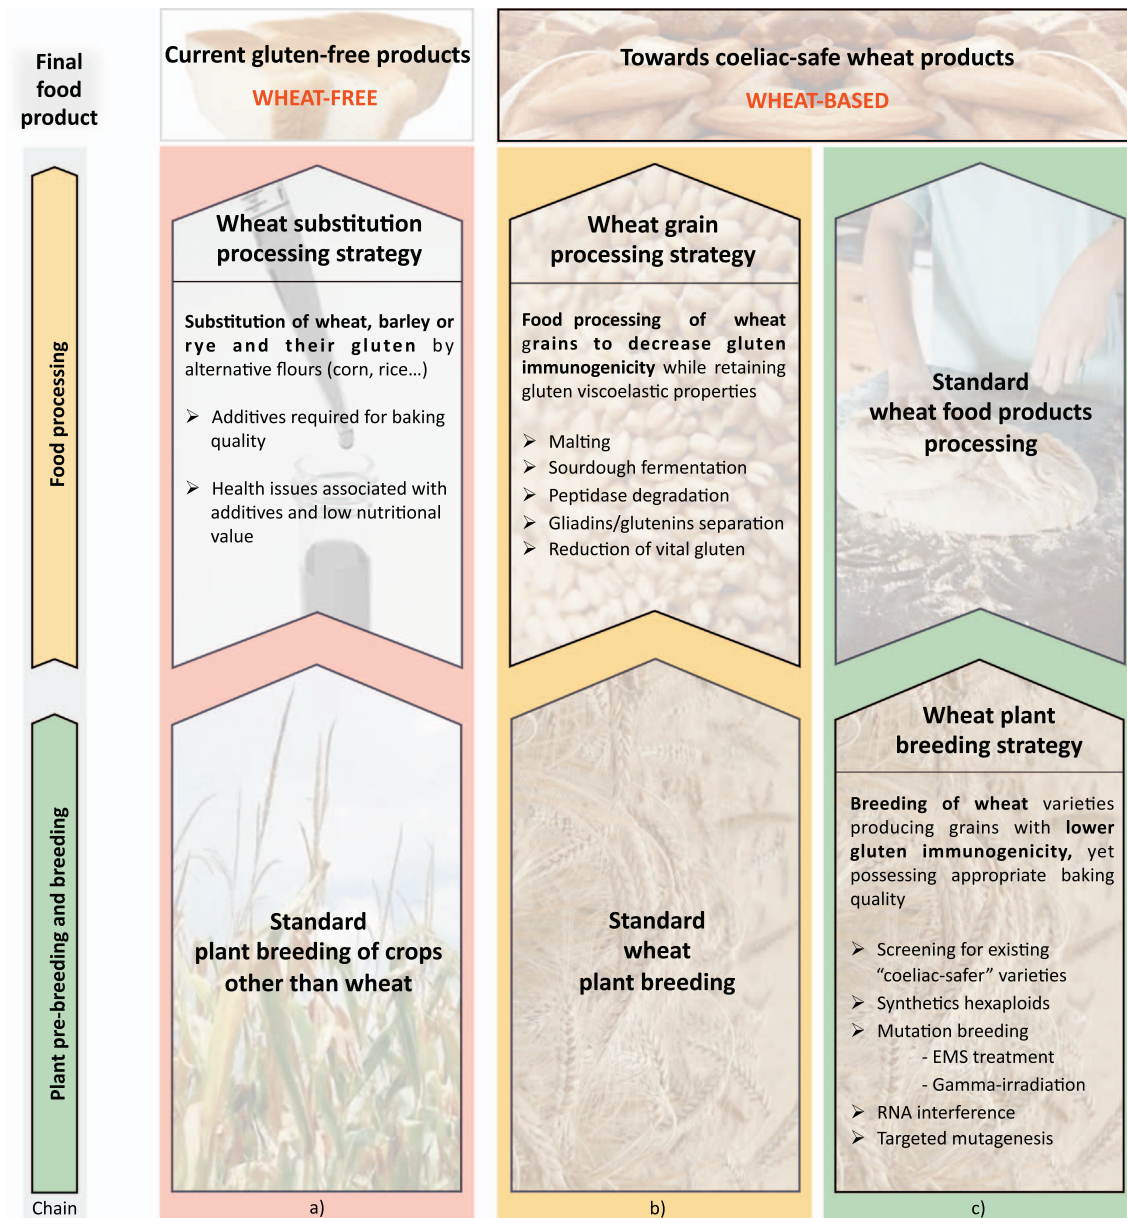 Final
food
product
Current gluten-free products
WHEAT-FREE
Towards coeliac-safe wheat products
WHEAT-BASED
Food processing
Plant pre-breeding and breeding
Chain
Wheat substitution
processing strategy
Substitution of wheat, barley or
rye and their gluten by
alternative flours (corn, rice...)
➢ Additives required for baking
quality
➢ Health issues associated with
additives and low nutritional
value
Standard
plant breeding of crops
other than wheat
a)
Wheat grain
processing strategy
Food processing of wheat
grains to decrease gluten
immunogenicity while retaining
gluten viscoelastic properties
➢ Malting
➢ Sourdough fermentation
➢ Peptidase degradation
➢ Gliadins/glutenins separation
➢ Reduction of vital gluten
Standard
wheat
plant breeding
b)
Standard
wheat food products
processing
Wheat plant
breeding strategy
Breeding of wheat varieties
producing grains with lower
gluten immunogenicity, yet
possessing appropriate baking
quality
➢ Screening for existing
“coeliac-safer” varieties
➢ Synthetics hexaploids
➢ Mutation breeding
- EMS treatment
- Gamma-irradiation
➢ RNA interference
➢ Targeted mutagenesis
c)